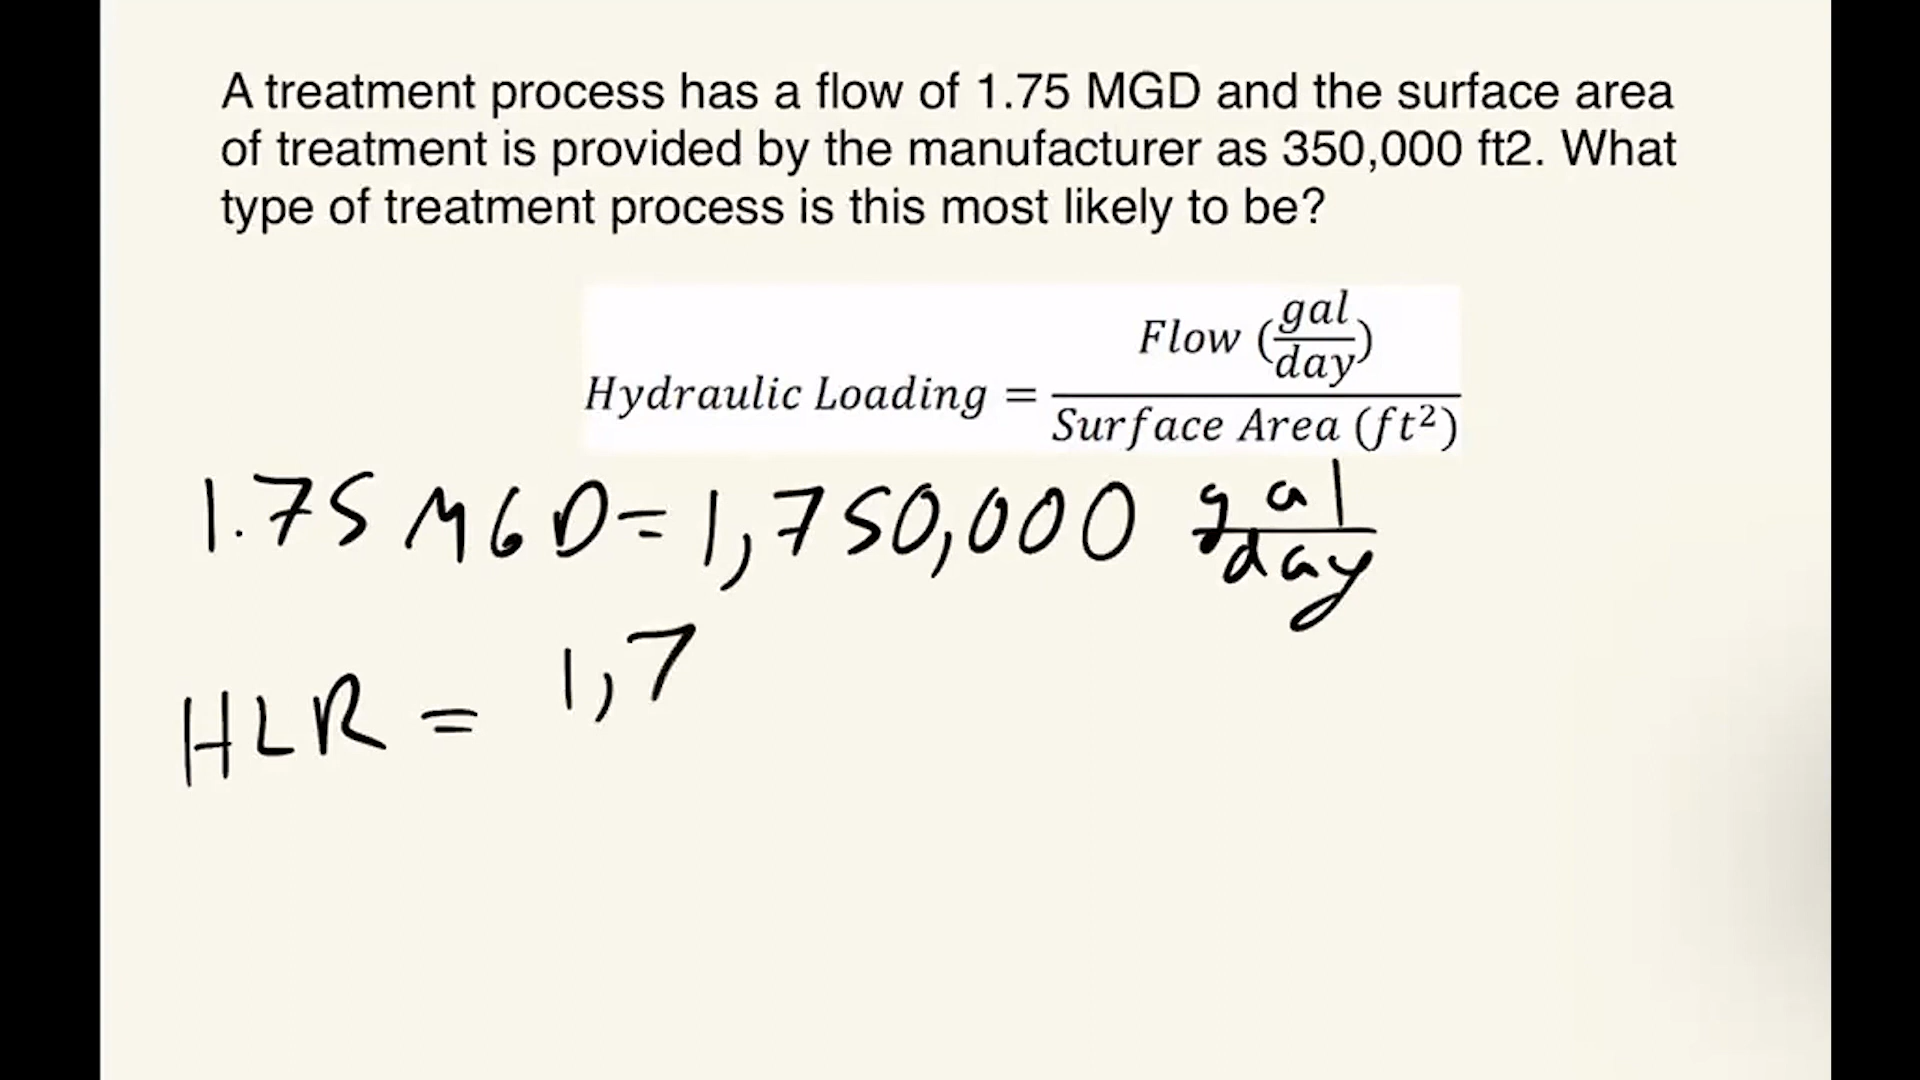 A treatment process has a flow of 1.75 MGD and the surface area
of treatment is provided by the manufacturer as 350,000 ft2. What
type of treatment process is this most likely to be?
Hydraulic Loading = Flow (gal/day) / Surface Area (ft²)
1.75 MGD = 1,750,000 gal/day
HLR = 1,7